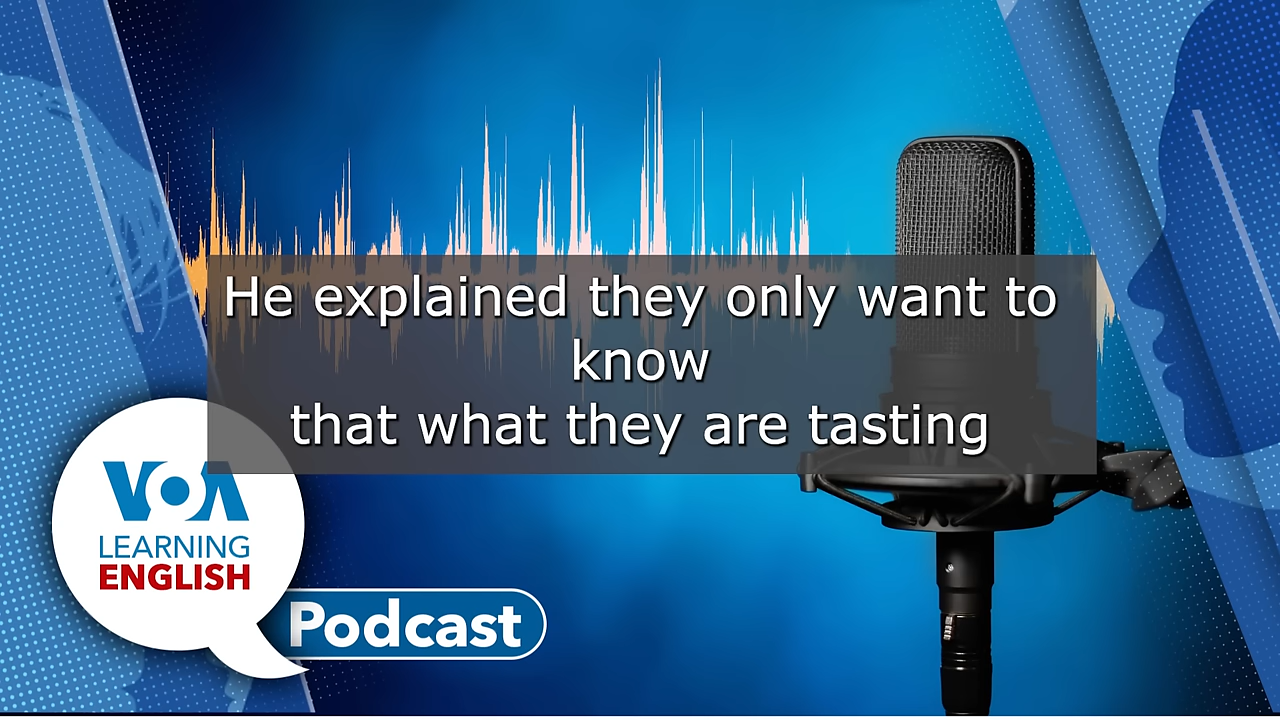 He explained they only want to
know
that what they are tasting
VOA
LEARNING
ENGLISH
Podcast